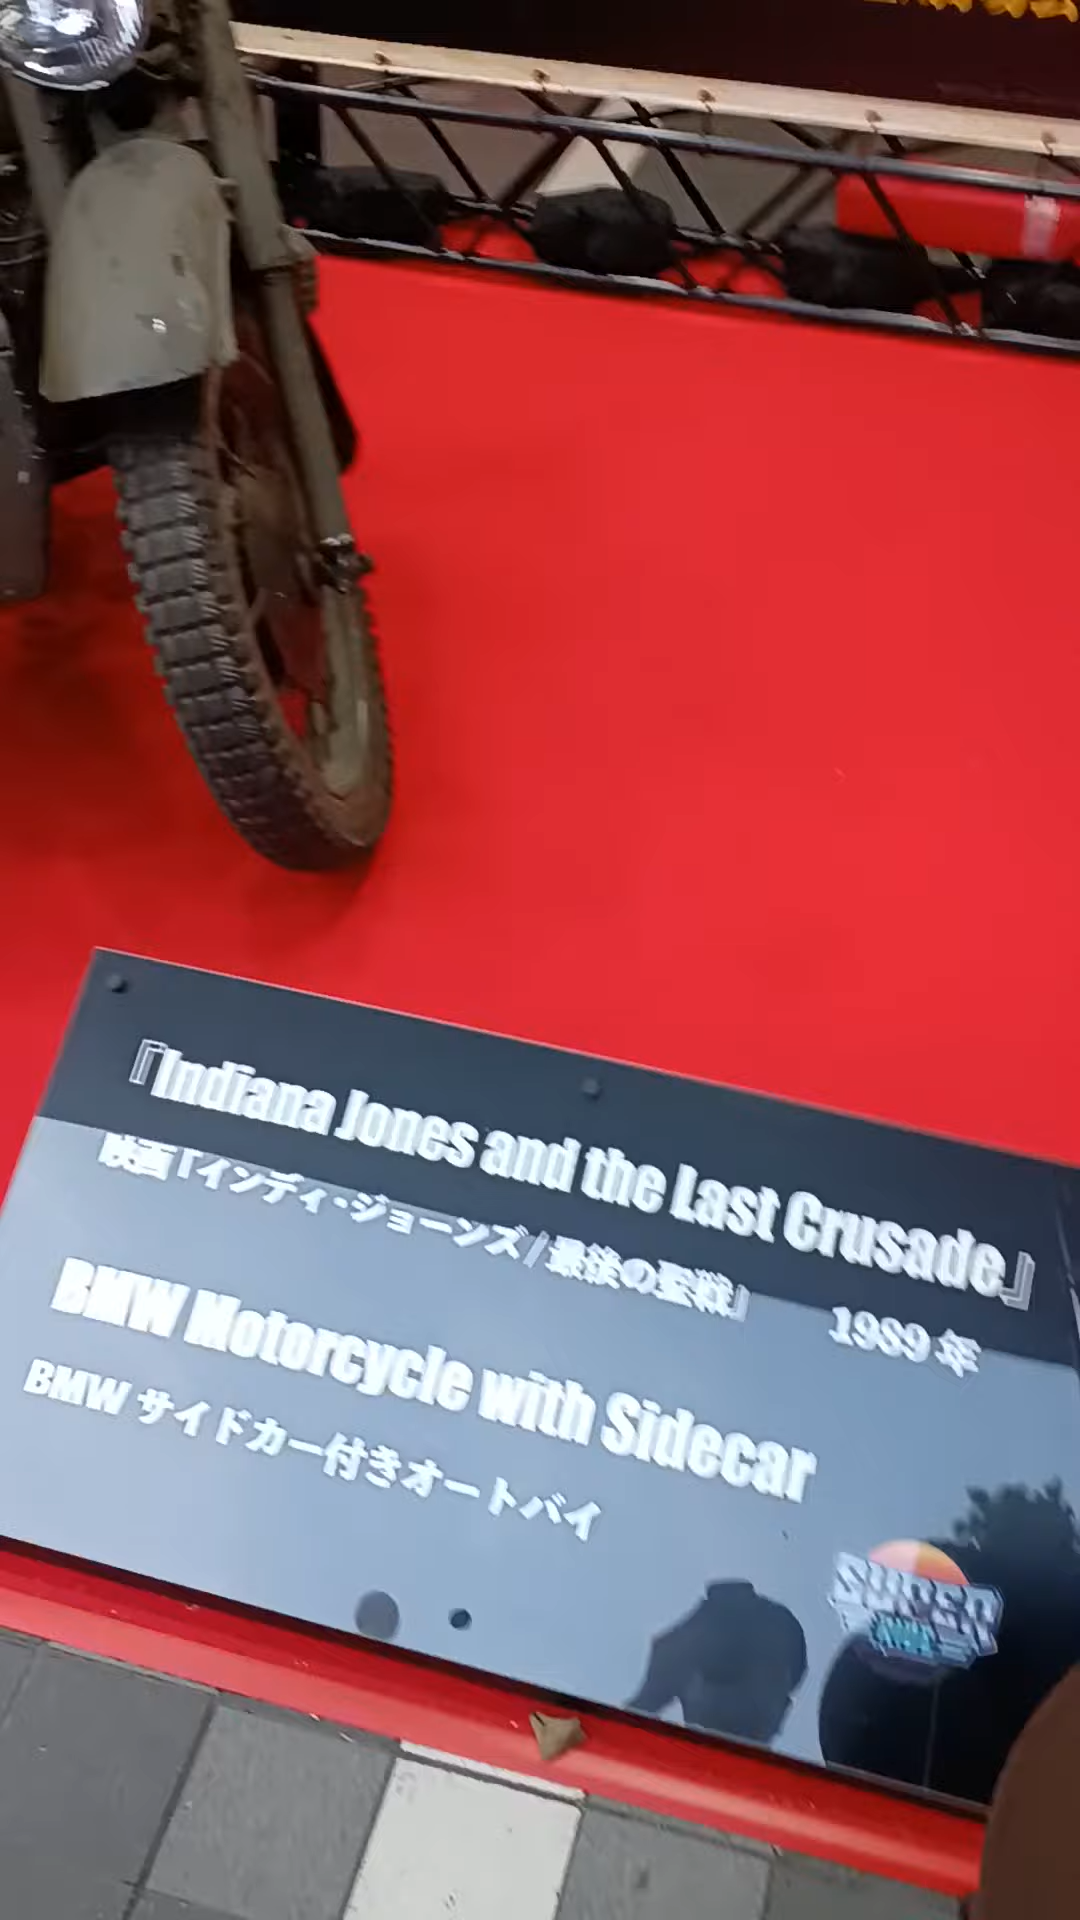 『Indiana Jones and the Last Crusade』
映画『インディ・ジョーンズ/最後の聖戦』 1989年
BMW Motorcycle with Sidecar
BMW サイドカー付きオートバイ
SUPER